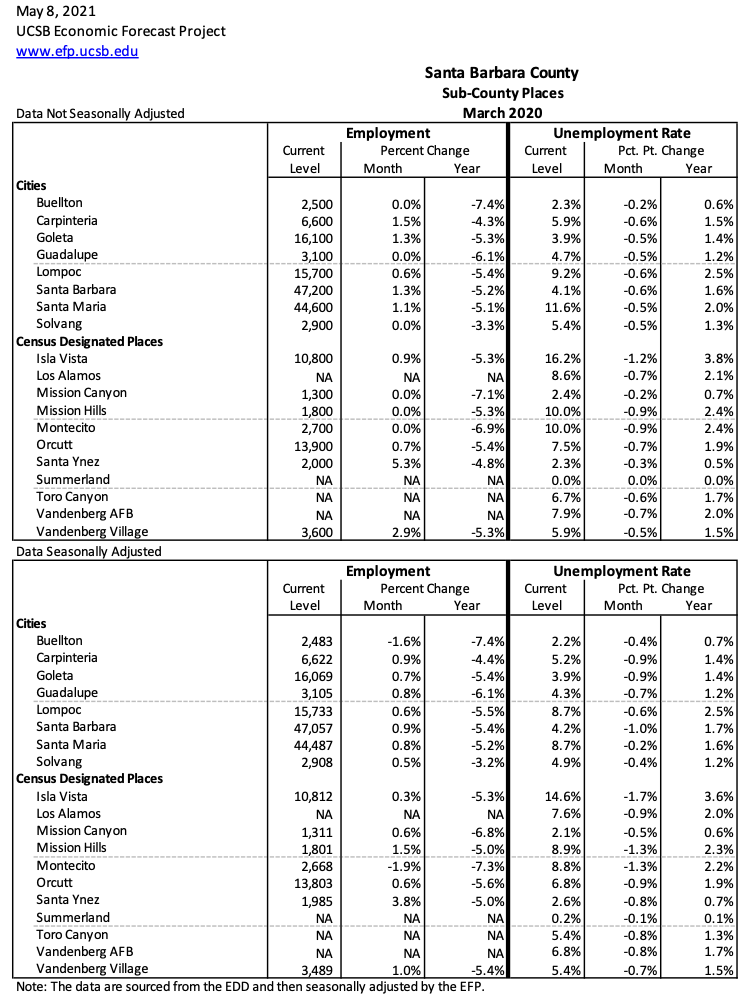 May 8, 2021
UCSB Economic Forecast Project
www.efp.ucsb.edu
Santa Barbara County
Sub-County Places
Data Not Seasonally Adjusted March 2020
Employment Unemployment Rate
Current Percent Change Current Pct. Pt. Change
Level Month Year Level Month Year
Cities
Buellton 2,500 0.0% -7.4% 2.3% -0.2% 0.6%
Carpinteria 6,600 1.5% -4.3% 5.9% -0.6% 1.5%
Goleta 16,100 1.3% -5.3% 3.9% -0.5% 1.4%
Guadalupe 3,100 0.0% -6.1% 4.7% -0.5% 1.2%
Lompoc 15,700 0.6% -5.4% 9.2% -0.6% 2.5%
Santa Barbara 47,200 1.3% -5.2% 4.1% -0.6% 1.6%
Santa Maria 44,600 1.1% -5.1% 11.6% -0.5% 2.0%
Solvang 2,900 0.0% -3.3% 5.4% -0.5% 1.3%
Census Designated Places
Isla Vista 10,800 0.9% -5.3% 16.2% -1.2% 3.8%
Los Alamos NA NA NA 8.6% -0.7% 2.1%
Mission Canyon 1,300 0.0% -7.1% 2.4% -0.2% 0.7%
Mission Hills 1,800 0.0% -5.3% 10.0% -0.9% 2.4%
Montecito 2,700 0.0% -6.9% 10.0% -0.9% 2.4%
Orcutt 13,900 0.7% -5.4% 7.5% -0.7% 1.9%
Santa Ynez 2,000 5.3% -4.8% 2.3% -0.3% 0.5%
Summerland NA NA NA 0.0% 0.0% 0.0%
Toro Canyon NA NA NA 6.7% -0.6% 1.7%
Vandenberg AFB NA NA NA 7.9% -0.7% 2.0%
Vandenberg Village 3,600 2.9% -5.3% 5.9% -0.5% 1.5%
Data Seasonally Adjusted
Employment Unemployment Rate
Current Percent Change Current Pct. Pt. Change
Level Month Year Level Month Year
Cities
Buellton 2,483 -1.6% -7.4% 2.2% -0.4% 0.7%
Carpinteria 6,622 0.9% -4.4% 5.2% -0.9% 1.4%
Goleta 16,069 0.7% -5.4% 3.9% -0.9% 1.4%
Guadalupe 3,105 0.8% -6.1% 4.3% -0.7% 1.2%
Lompoc 15,733 0.6% -5.5% 8.7% -0.6% 2.5%
Santa Barbara 47,057 0.9% -5.4% 4.2% -1.0% 1.7%
Santa Maria 44,487 0.8% -5.2% 8.7% -0.2% 1.6%
Solvang 2,908 0.5% -3.2% 4.9% -0.4% 1.2%
Census Designated Places
Isla Vista 10,812 0.3% -5.3% 14.6% -1.7% 3.6%
Los Alamos NA NA NA 7.6% -0.9% 2.0%
Mission Canyon 1,311 0.6% -6.8% 2.1% -0.5% 0.6%
Mission Hills 1,801 1.5% -5.0% 8.9% -1.3% 2.3%
Montecito 2,668 -1.9% -7.3% 8.8% -1.3% 2.2%
Orcutt 13,803 0.6% -5.6% 6.8% -0.9% 1.9%
Santa Ynez 1,985 3.8% -5.0% 2.6% -0.8% 0.7%
Summerland NA NA NA 0.2% -0.1% 0.1%
Toro Canyon NA NA NA 5.4% -0.8% 1.3%
Vandenberg AFB NA NA NA 6.8% -0.8% 1.7%
Vandenberg Village 3,489 1.0% -5.4% 5.4% -0.7% 1.5%
Note: The data are sourced from the EDD and then seasonally adjusted by the EFP.